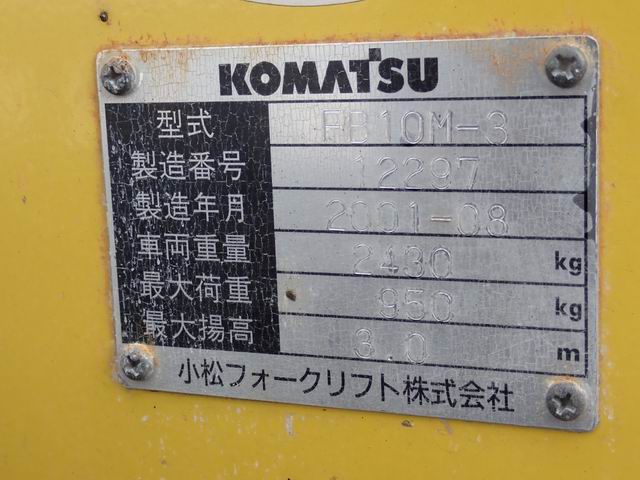 KOMATSU
型式 FB10M-3
製造番号 12297
製造年月 2001-08
車両重量 2430 kg
最大荷重 950 kg
最大揚高 3.0 m
小松フォークリフト株式会社